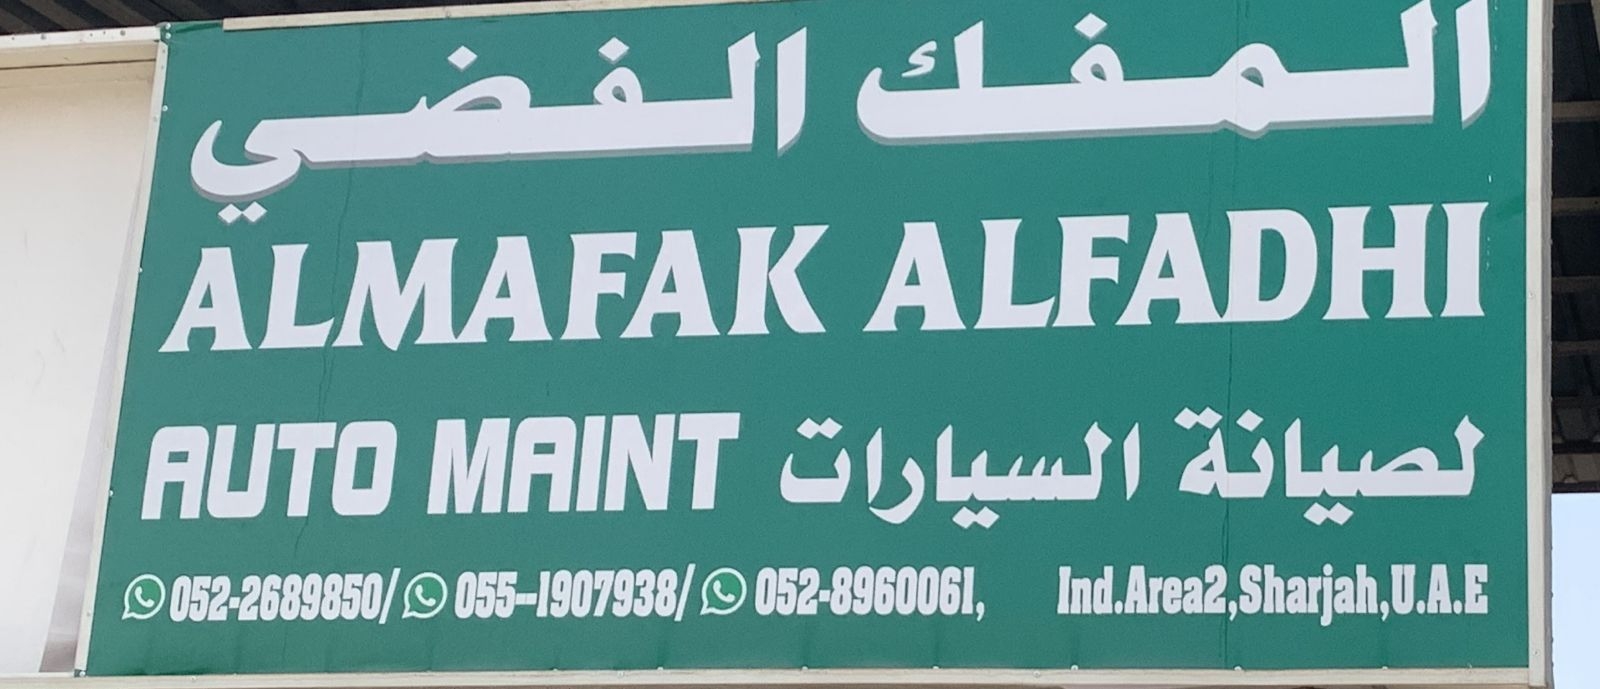 المفك الفضي
ALMAFAK ALFADHI
AUTO MAINT لصيانة السيارات
052-2689850/ 055-1907938/ 052-8960061, Ind.Area2,Sharjah,U.A.E